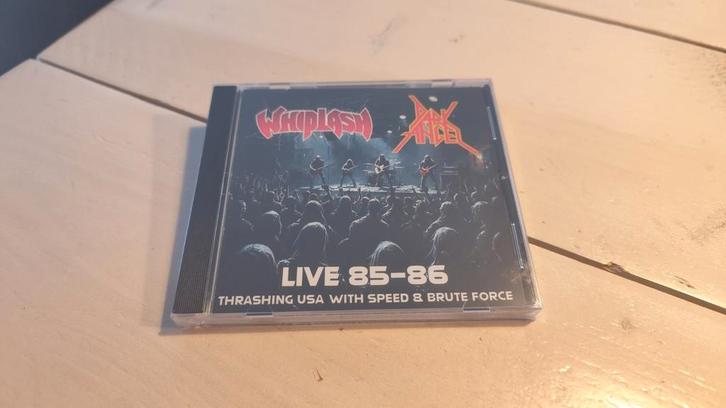 WHIPLASH
DARK ANGEL
LIVE 85-86
THRASHING USA WITH SPEED & BRUTE FORCE